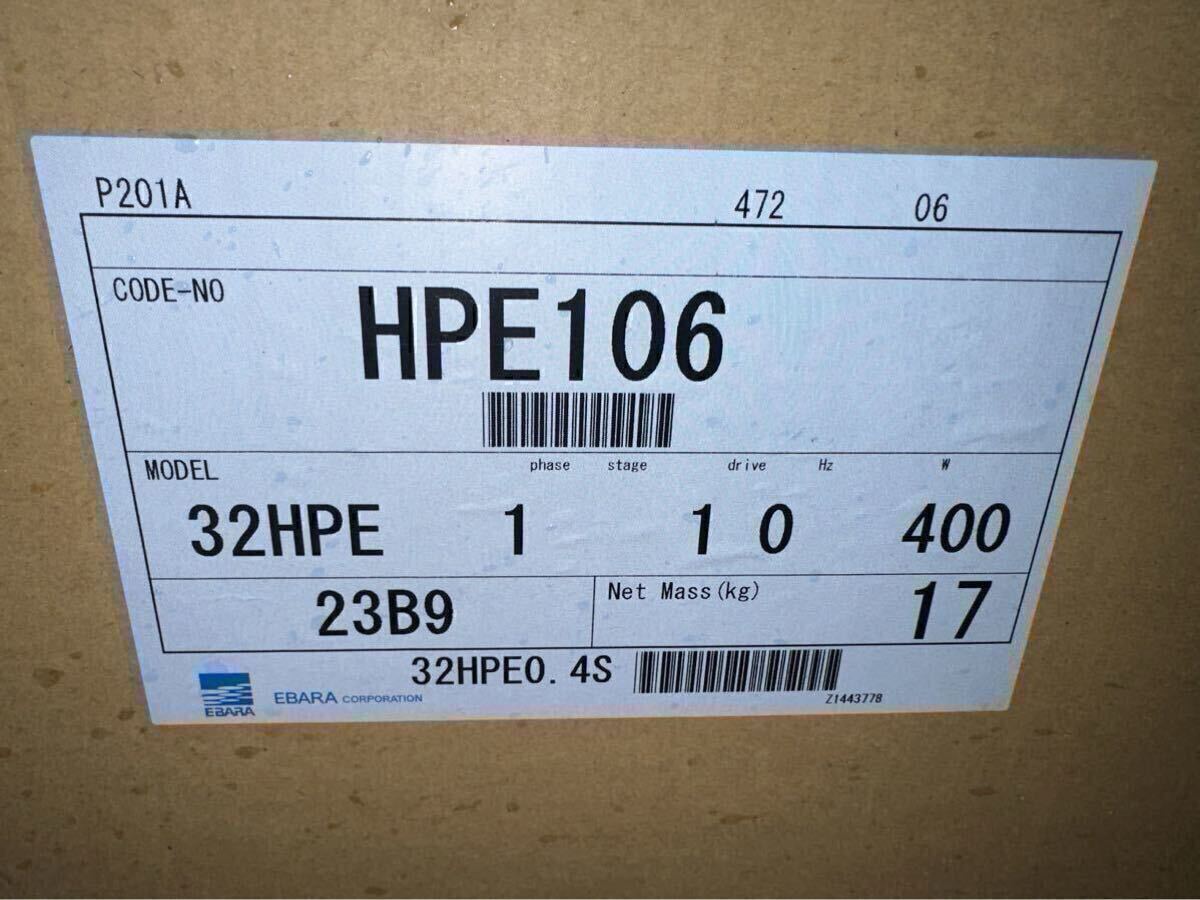 P201A 472 06
CODE-NO
HPE106
MODEL phase stage drive Hz W
32HPE 1 1 0 400
23B9 Net Mass(kg) 17
32HPE0.4S
EBARA EBARA CORPORATION Z1443778